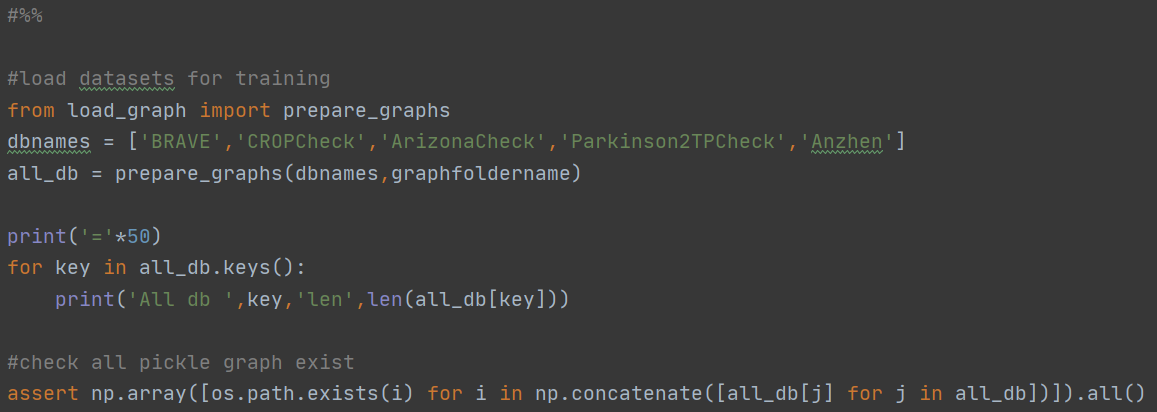 #%%
#load datasets for training
from load_graph import prepare_graphs
dbnames = ['BRAVE','CROPCheck','ArizonaCheck','Parkinson2TPCheck','Anzhen']
all_db = prepare_graphs(dbnames,graphfoldername)
print('='*50)
for key in all_db.keys():
    print('All db ',key,'len',len(all_db[key]))
#check all pickle graph exist
assert np.array([os.path.exists(i) for i in np.concatenate([all_db[j] for j in all_db])]).all()